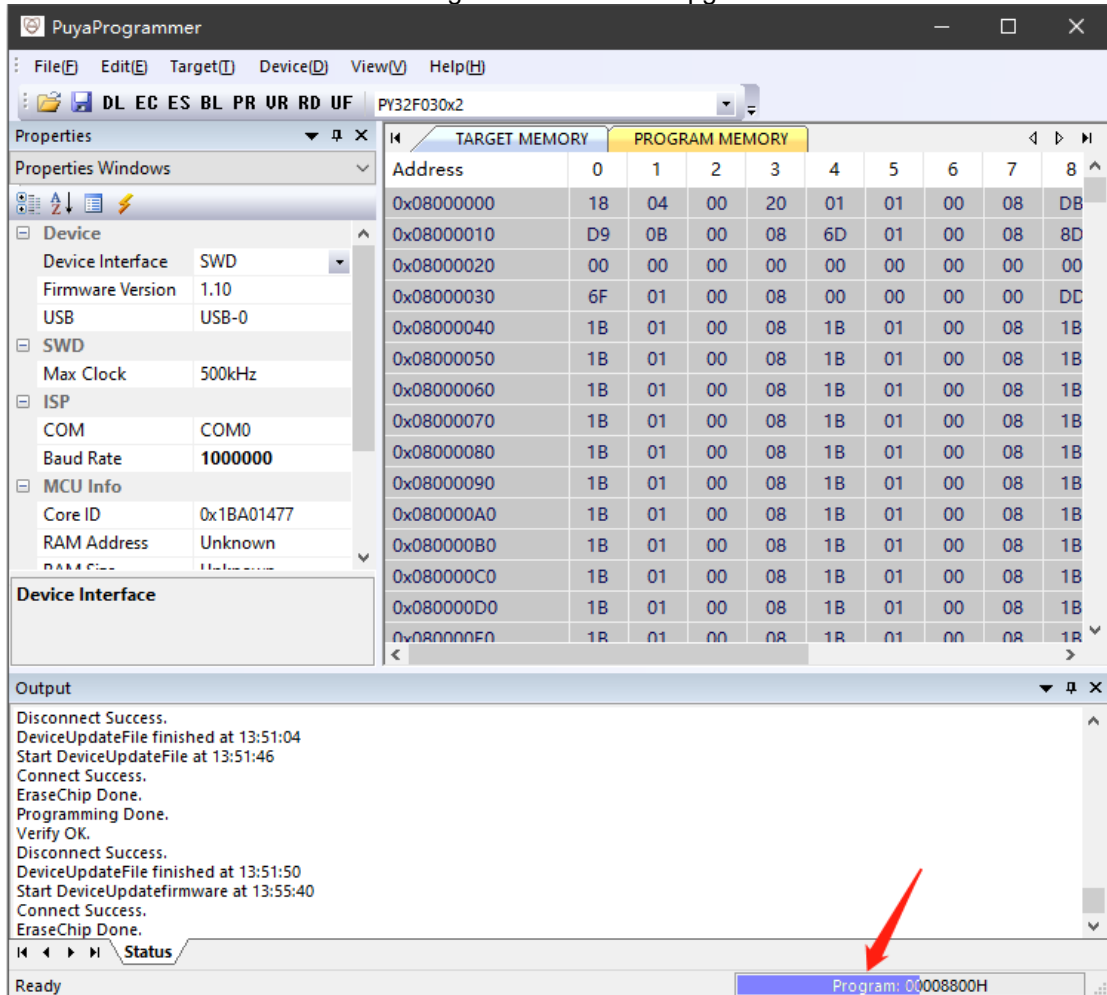 PuyaProgrammer
File(F) Edit(E) Target(T) Device(D) View(V) Help(H)
DL EC ES BL PR VR RD UF PY32F030x2
Properties
Properties Windows
Device
Device Interface SWD
Firmware Version 1.10
USB USB-0
SWD
Max Clock 500kHz
ISP
COM COM0
Baud Rate 1000000
MCU Info
Core ID 0x1BA01477
RAM Address Unknown
Device Interface
TARGET MEMORY PROGRAM MEMORY
Address 0 1 2 3 4 5 6 7 8
0x08000000 18 04 00 20 01 01 00 08 DB
0x08000010 D9 0B 00 08 6D 01 00 08 8D
0x08000020 00 00 00 00 00 00 00 00 00
0x08000030 6F 01 00 08 00 00 00 00 DD
0x08000040 1B 01 00 08 1B 01 00 08 1B
0x08000050 1B 01 00 08 1B 01 00 08 1B
0x08000060 1B 01 00 08 1B 01 00 08 1B
0x08000070 1B 01 00 08 1B 01 00 08 1B
0x08000080 1B 01 00 08 1B 01 00 08 1B
0x08000090 1B 01 00 08 1B 01 00 08 1B
0x080000A0 1B 01 00 08 1B 01 00 08 1B
0x080000B0 1B 01 00 08 1B 01 00 08 1B
0x080000C0 1B 01 00 08 1B 01 00 08 1B
0x080000D0 1B 01 00 08 1B 01 00 08 1B
0x080000E0 1B 01 00 08 1B 01 00 08 1B
Output
Disconnect Success.
DeviceUpdateFile finished at 13:51:04
Start DeviceUpdateFile at 13:51:46
Connect Success.
EraseChip Done.
Programming Done.
Verify OK.
Disconnect Success.
DeviceUpdateFile finished at 13:51:50
Start DeviceUpdatefirmware at 13:55:40
Connect Success.
EraseChip Done.
Status
Ready Program: 00008800H